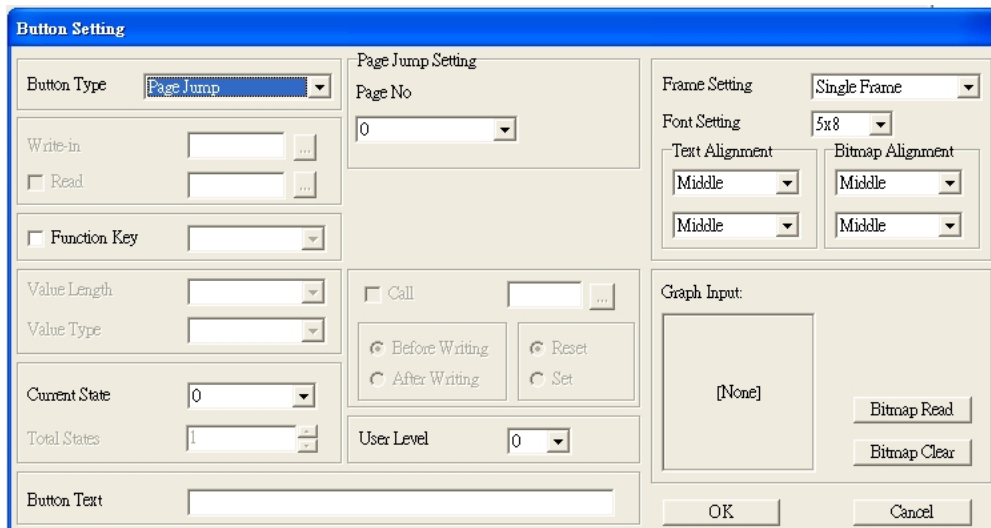 Button Setting
Button Type
Page Jump
Write-in
...
Read
...
Function Key
Value Length
Value Type
Current State
0
Total States
1
Button Text
Page Jump Setting
Page No
0
Call
...
Before Writing
After Writing
Reset
Set
User Level
0
Frame Setting
Single Frame
Font Setting
5x8
Text Alignment
Middle
Middle
Bitmap Alignment
Middle
Middle
Graph Input:
[None]
Bitmap Read
Bitmap Clear
OK
Cancel